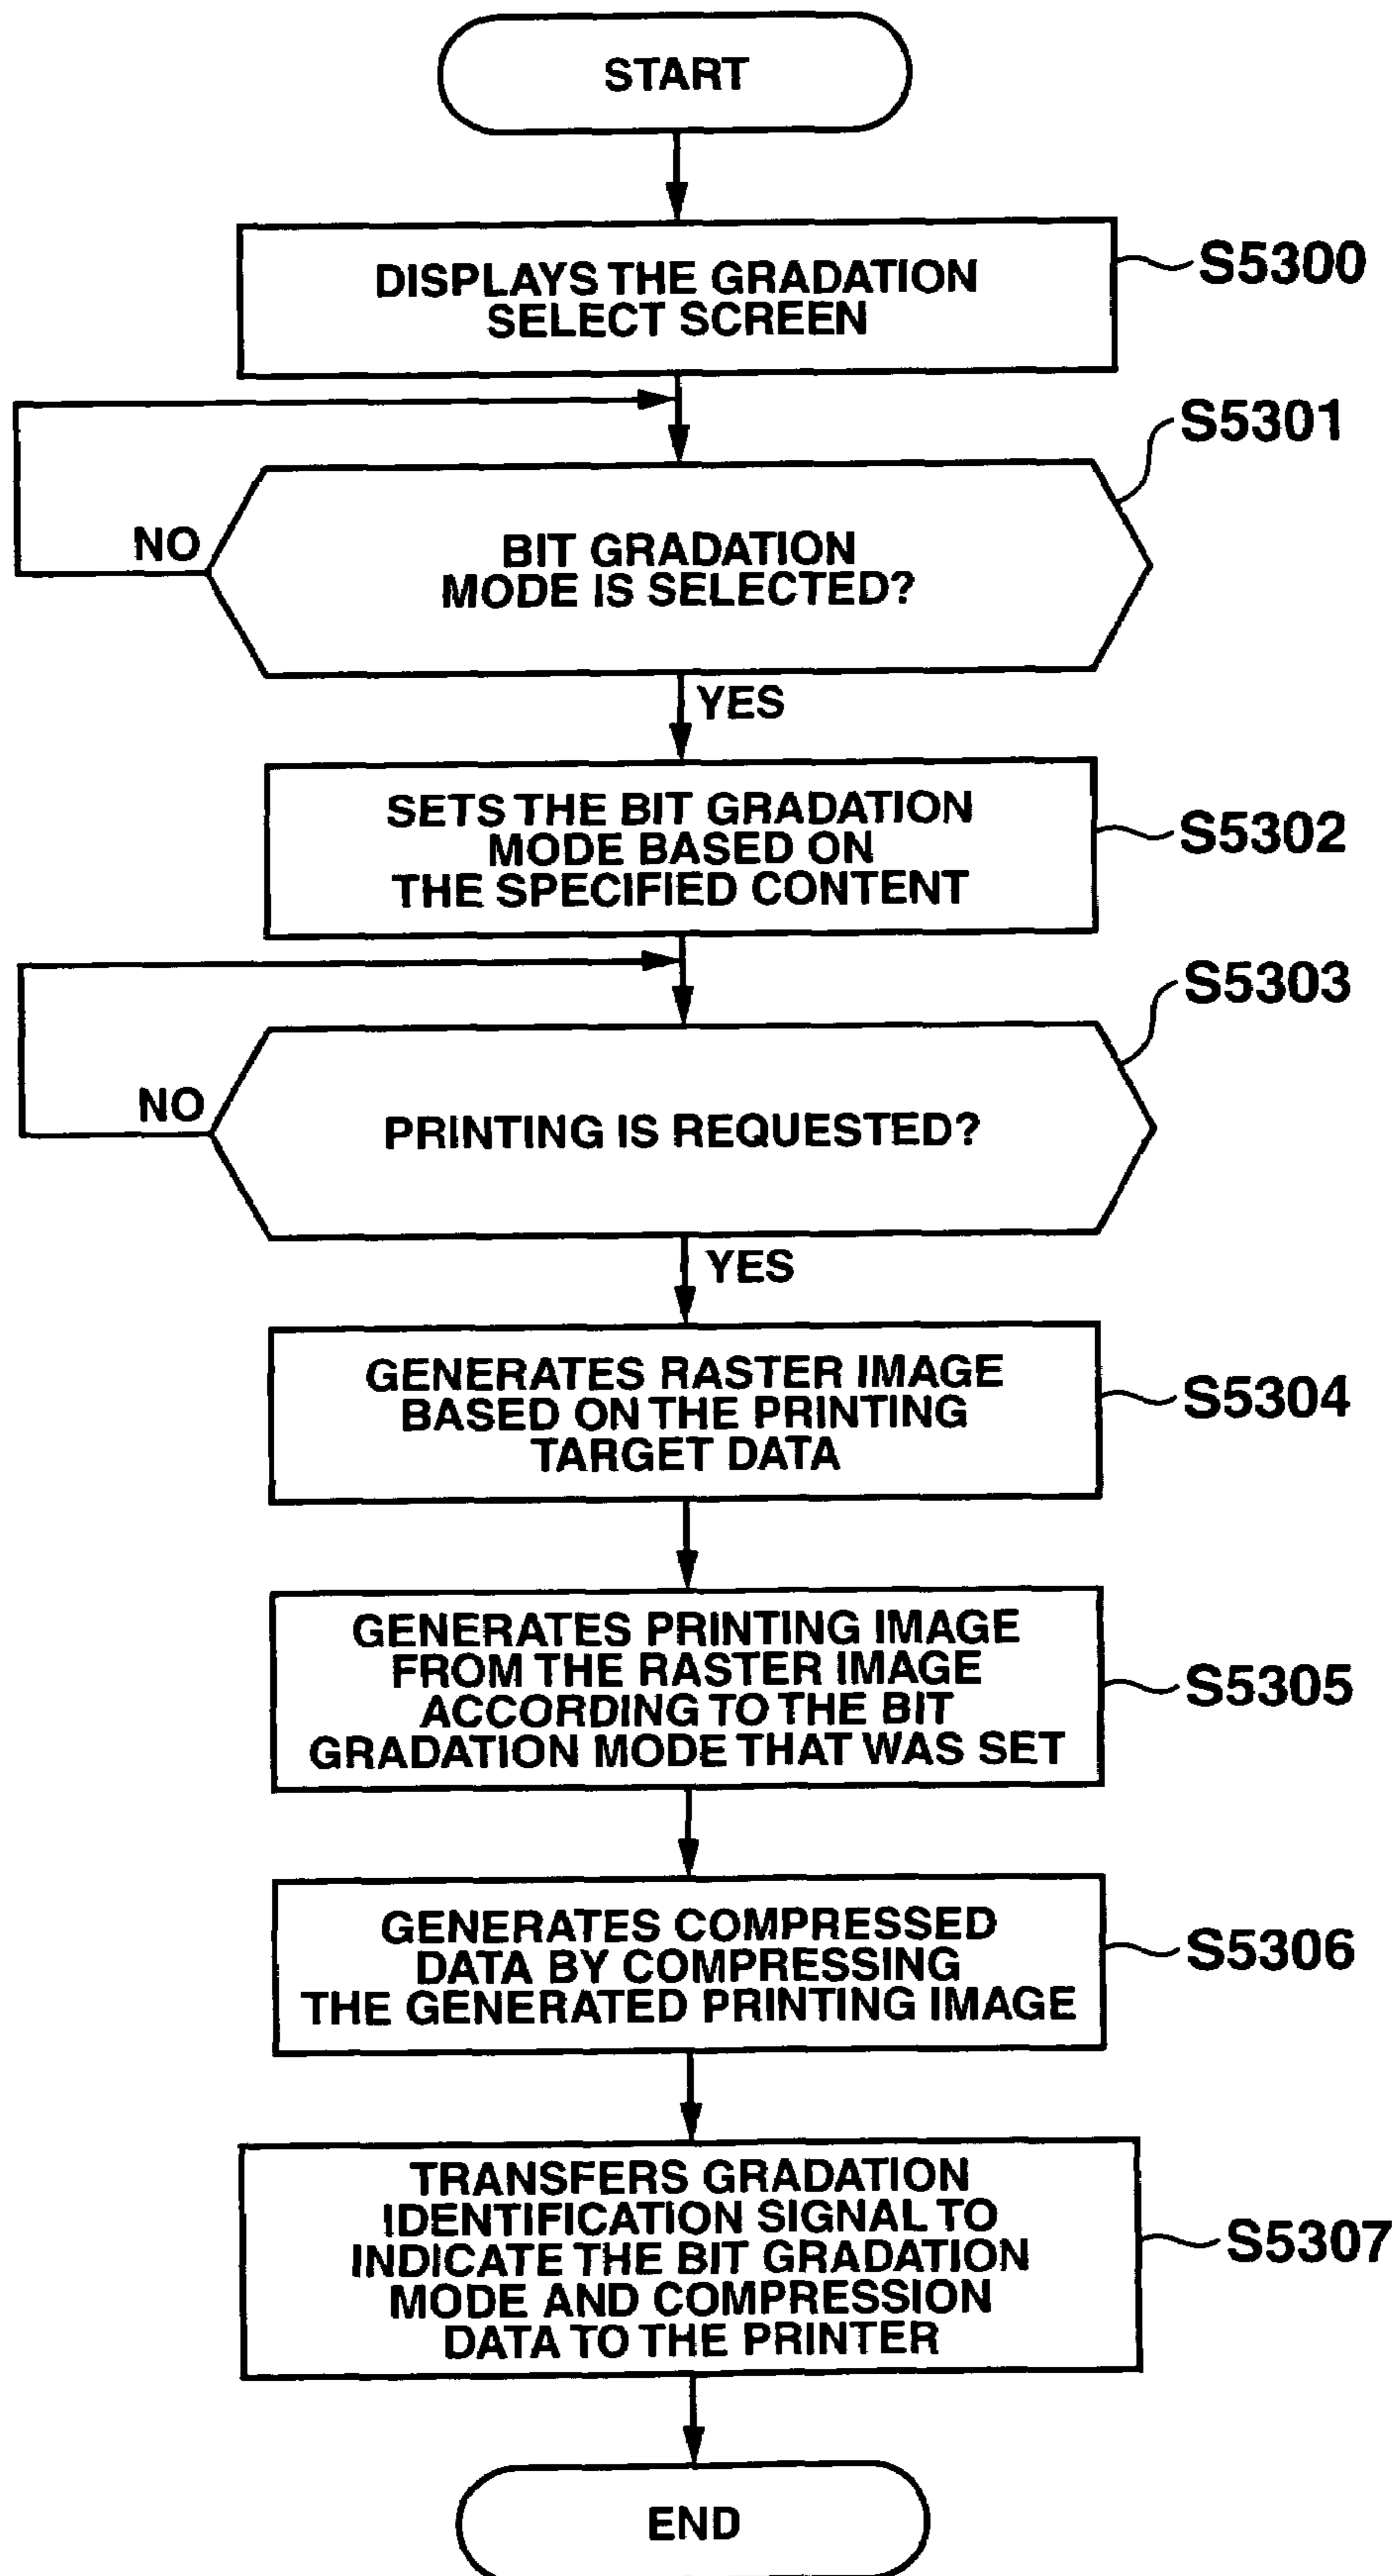 START
DISPLAYS THE GRADATION
SELECT SCREEN
S5300
S5301
NO
BIT GRADATION
MODE IS SELECTED?
YES
SETS THE BIT GRADATION
MODE BASED ON
THE SPECIFIED CONTENT
S5302
S5303
NO
PRINTING IS REQUESTED?
YES
GENERATES RASTER IMAGE
BASED ON THE PRINTING
TARGET DATA
S5304
GENERATES PRINTING IMAGE
FROM THE RASTER IMAGE
ACCORDING TO THE BIT
GRADATION MODE THAT WAS SET
S5305
GENERATES COMPRESSED
DATA BY COMPRESSING
THE GENERATED PRINTING IMAGE
S5306
TRANSFERS GRADATION
IDENTIFICATION SIGNAL TO
INDICATE THE BIT GRADATION
MODE AND COMPRESSION
DATA TO THE PRINTER
S5307
END